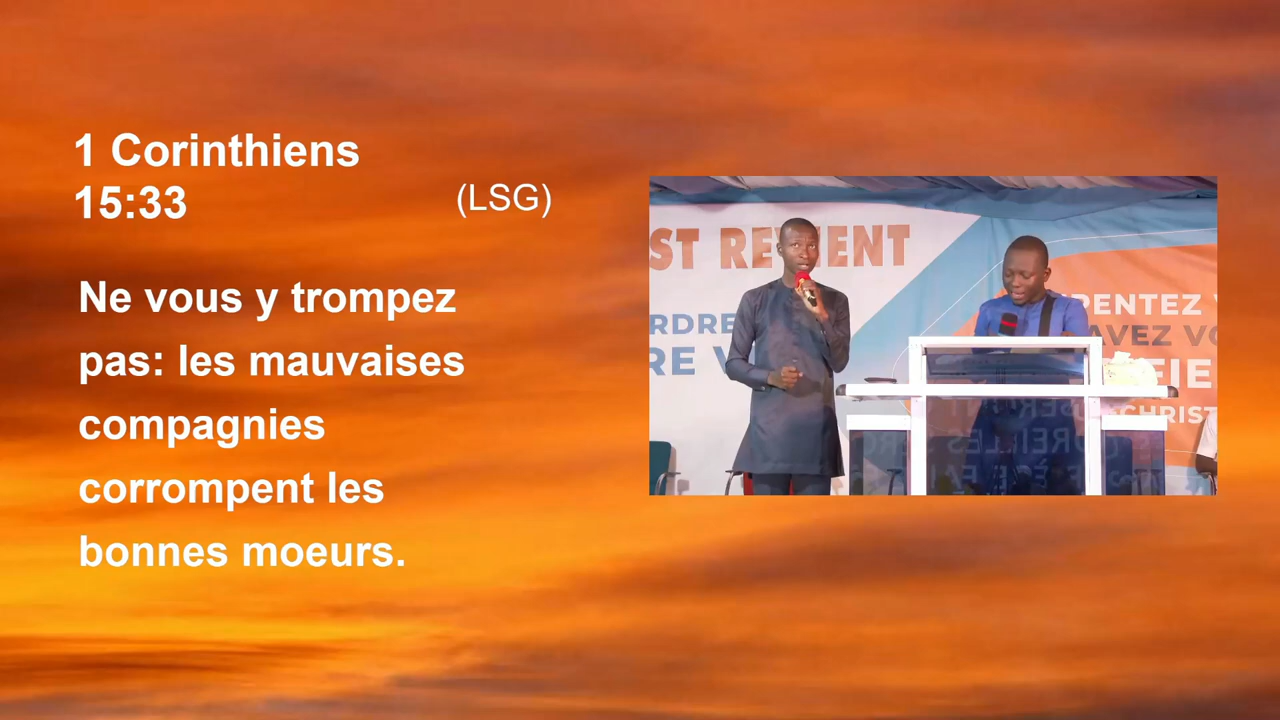 1 Corinthiens
15:33
(LSG)
Ne vous y trompez
pas: les mauvaises
compagnies
corrompent les
bonnes moeurs.
ST REVIENT
RDRE
RE V
PENTEZ
AVEZ VO
FIE
CHRIST